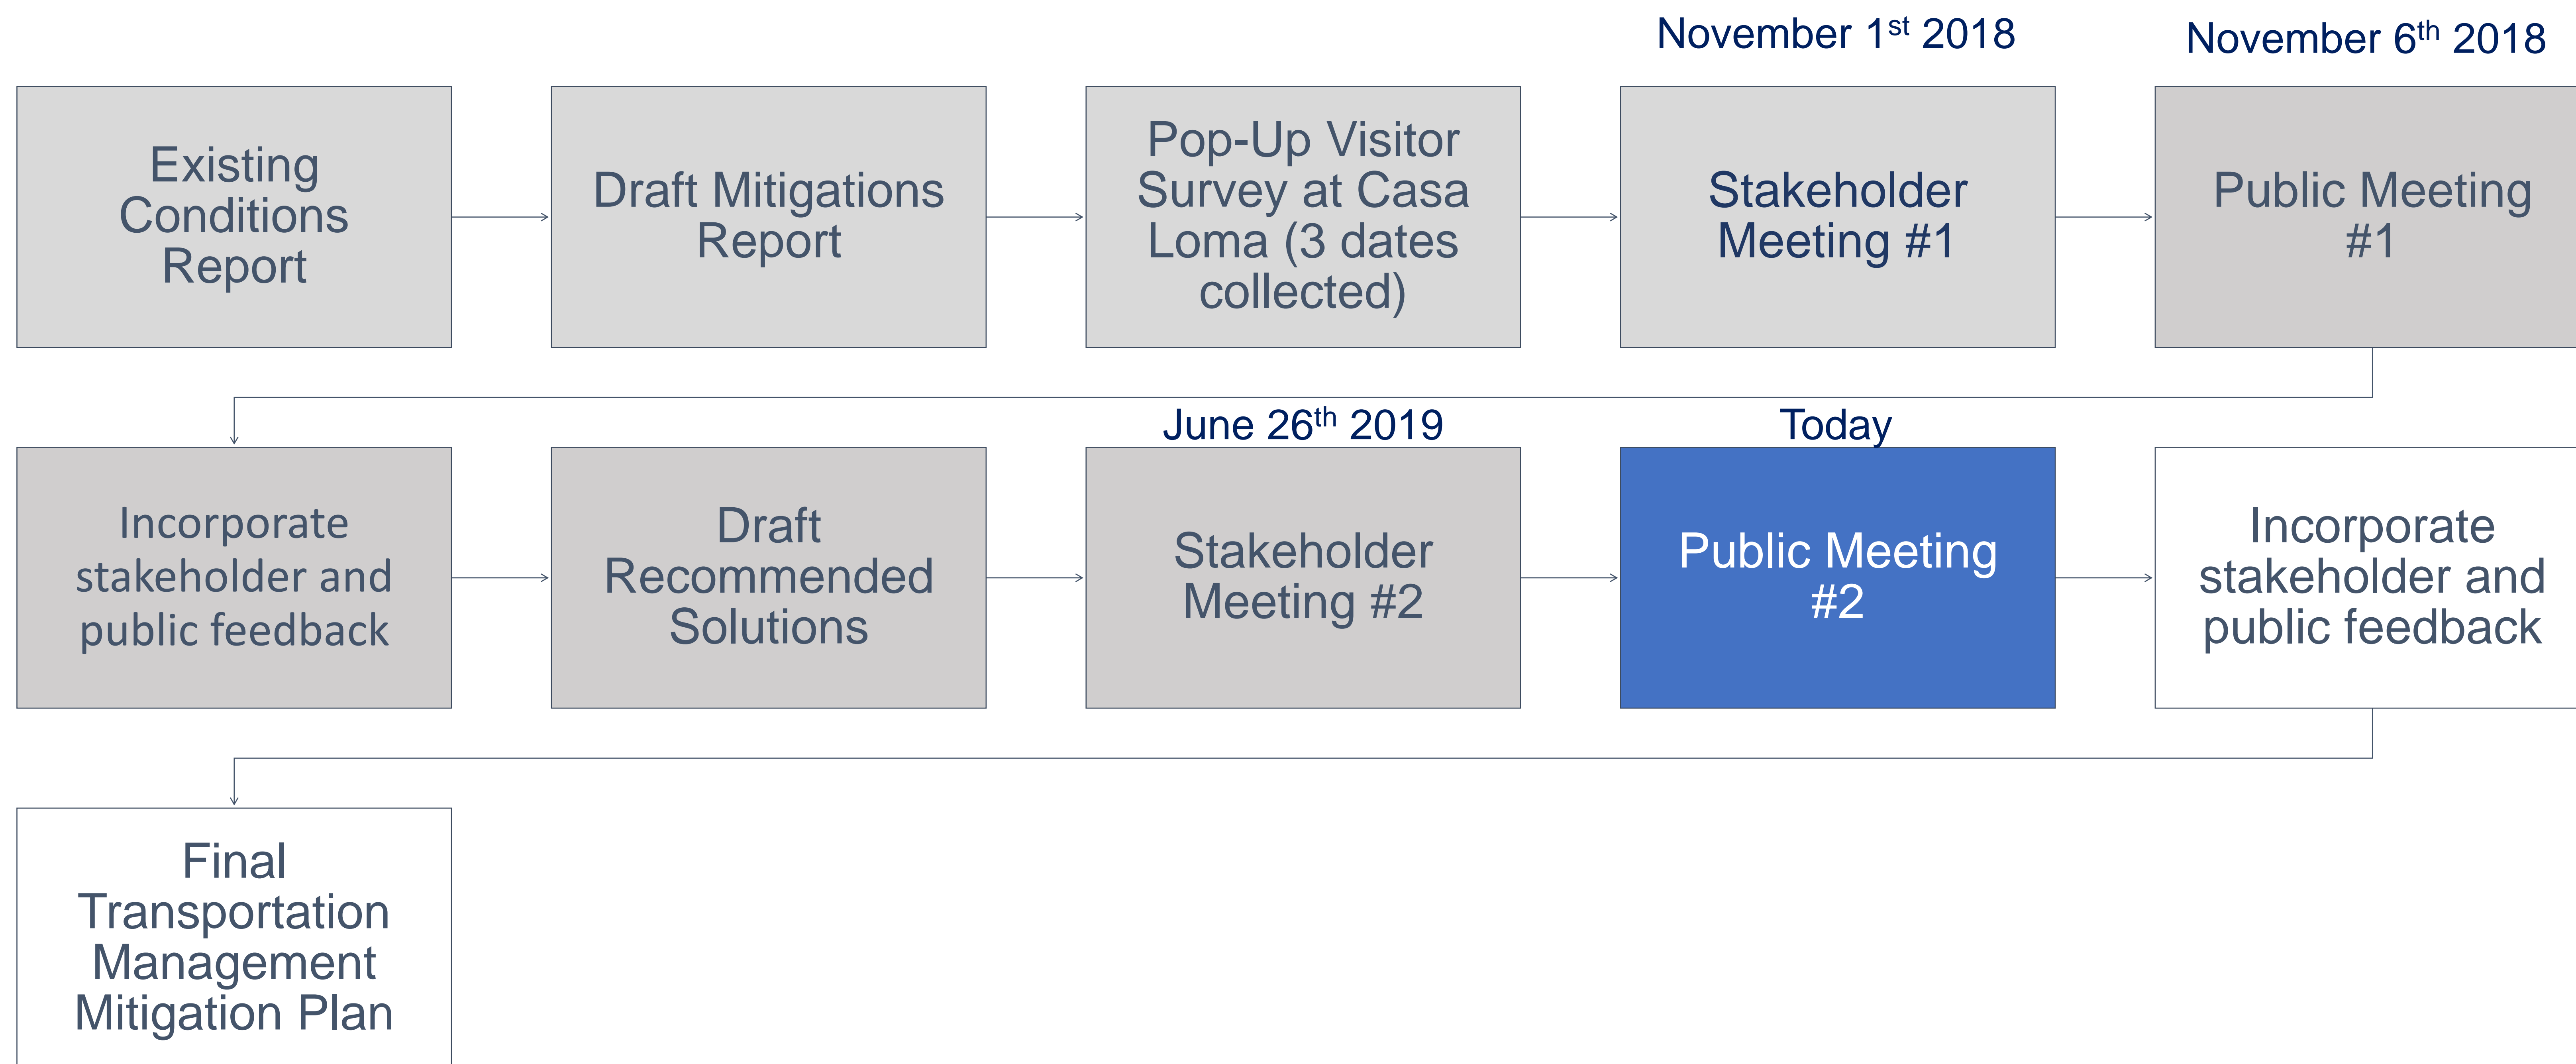 November 1st 2018
November 6th 2018
Existing
Conditions
Report
Draft Mitigations
Report
Pop-Up Visitor
Survey at Casa
Loma (3 dates
collected)
Stakeholder
Meeting #1
Public Meeting
#1
June 26th 2019
Today
Incorporate
stakeholder and
public feedback
Draft
Recommended
Solutions
Stakeholder
Meeting #2
Public Meeting
#2
Incorporate
stakeholder and
public feedback
Final
Transportation
Management
Mitigation Plan